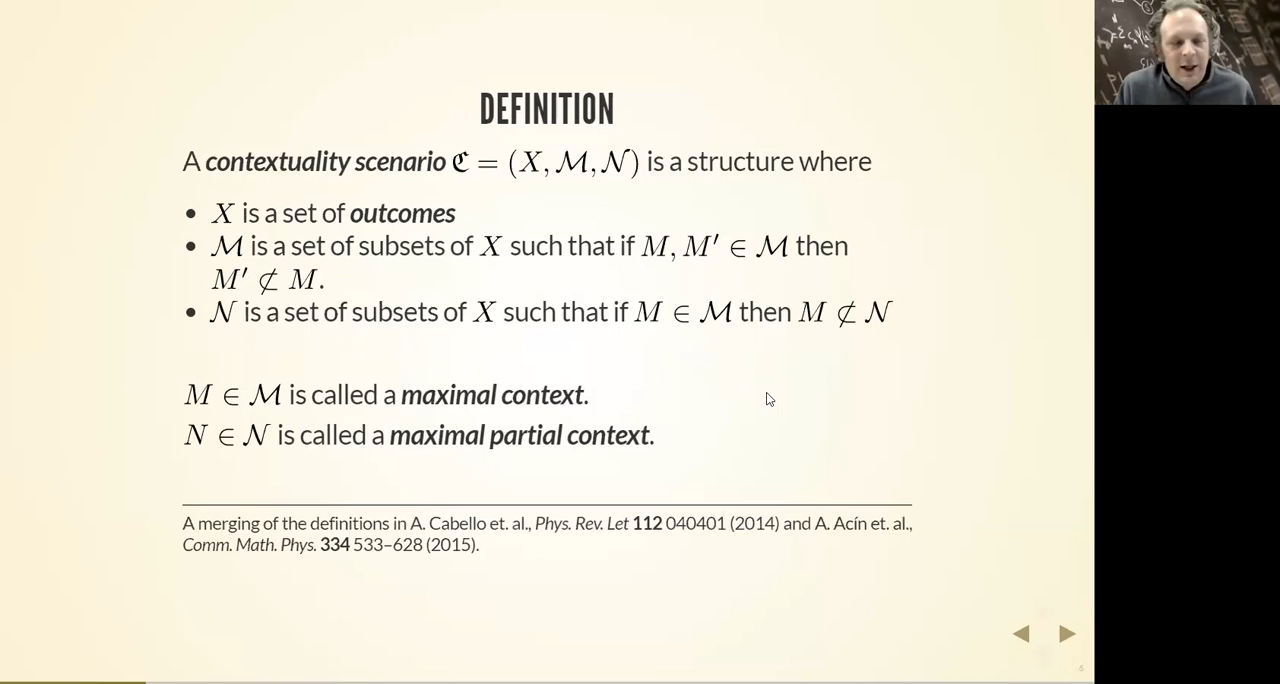 DEFINITION
A contextuality scenario ℭ = (X, ℳ, 𝒩) is a structure where
• X is a set of outcomes
• ℳ is a set of subsets of X such that if M, M′ ∈ ℳ then
M′ ⊄ M.
• 𝒩 is a set of subsets of X such that if M ∈ ℳ then M ⊄ 𝒩
M ∈ ℳ is called a maximal context.
N ∈ 𝒩 is called a maximal partial context.
A merging of the definitions in A. Cabello et. al., Phys. Rev. Let 112 040401 (2014) and A. Acín et. al.,
Comm. Math. Phys. 334 533–628 (2015).